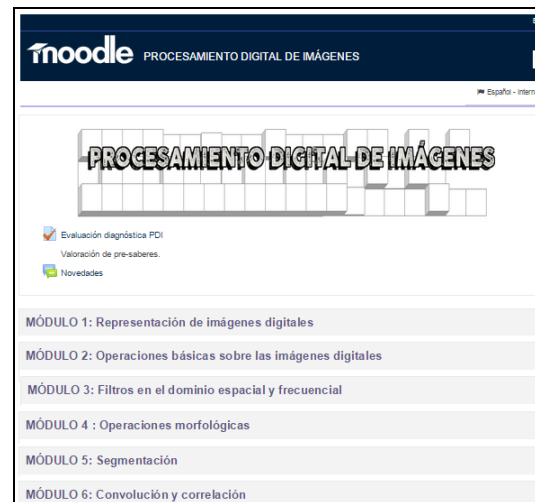 moodle PROCESAMIENTO DIGITAL DE IMÁGENES
Español - Intern
PROCESAMIENTO DIGITAL DE IMÁGENES
Evaluación diagnóstica PDI
Valoración de pre-saberes.
Novedades
MÓDULO 1: Representación de imágenes digitales
MÓDULO 2: Operaciones básicas sobre las imágenes digitales
MÓDULO 3: Filtros en el dominio espacial y frecuencial
MÓDULO 4 : Operaciones morfológicas
MÓDULO 5: Segmentación
MÓDULO 6: Convolución y correlación